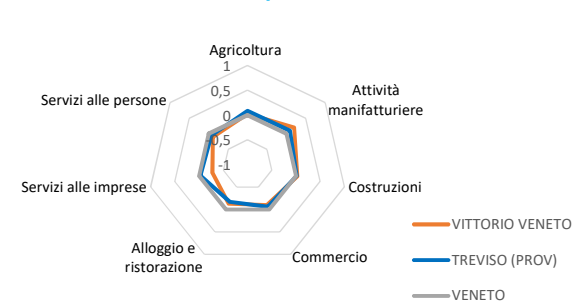 Agricoltura
1
0,5
0
-0,5
-1
Attività
manifatturiere
Costruzioni
Commercio
Alloggio e
ristorazione
Servizi alle imprese
Servizi alle persone
VITTORIO VENETO
TREVISO (PROV)
VENETO